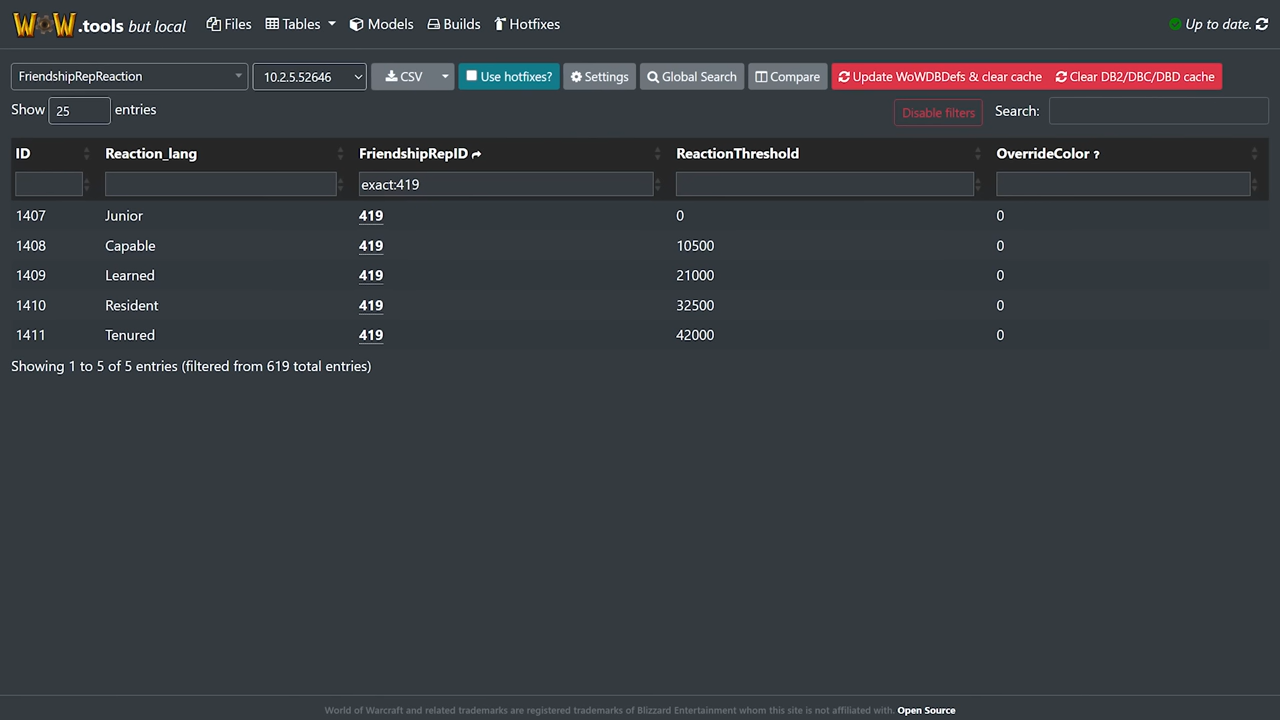 WOW.tools but local Files Tables Models Builds Hotfixes Up to date.
FriendshipRepReaction 10.2.5.52646 CSV Use hotfixes? Settings Global Search Compare Update WoWDBDefs & clear cache Clear DB2/DBC/DBD cache
Show 25 entries Disable filters Search:
ID Reaction_lang FriendshipRepID ReactionThreshold OverrideColor ?
exact:419
1407 Junior 419 0 0
1408 Capable 419 10500 0
1409 Learned 419 21000 0
1410 Resident 419 32500 0
1411 Tenured 419 42000 0
Showing 1 to 5 of 5 entries (filtered from 619 total entries)
World of Warcraft and related trademarks are registered trademarks of Blizzard Entertainment whom this site is not affiliated with. Open Source